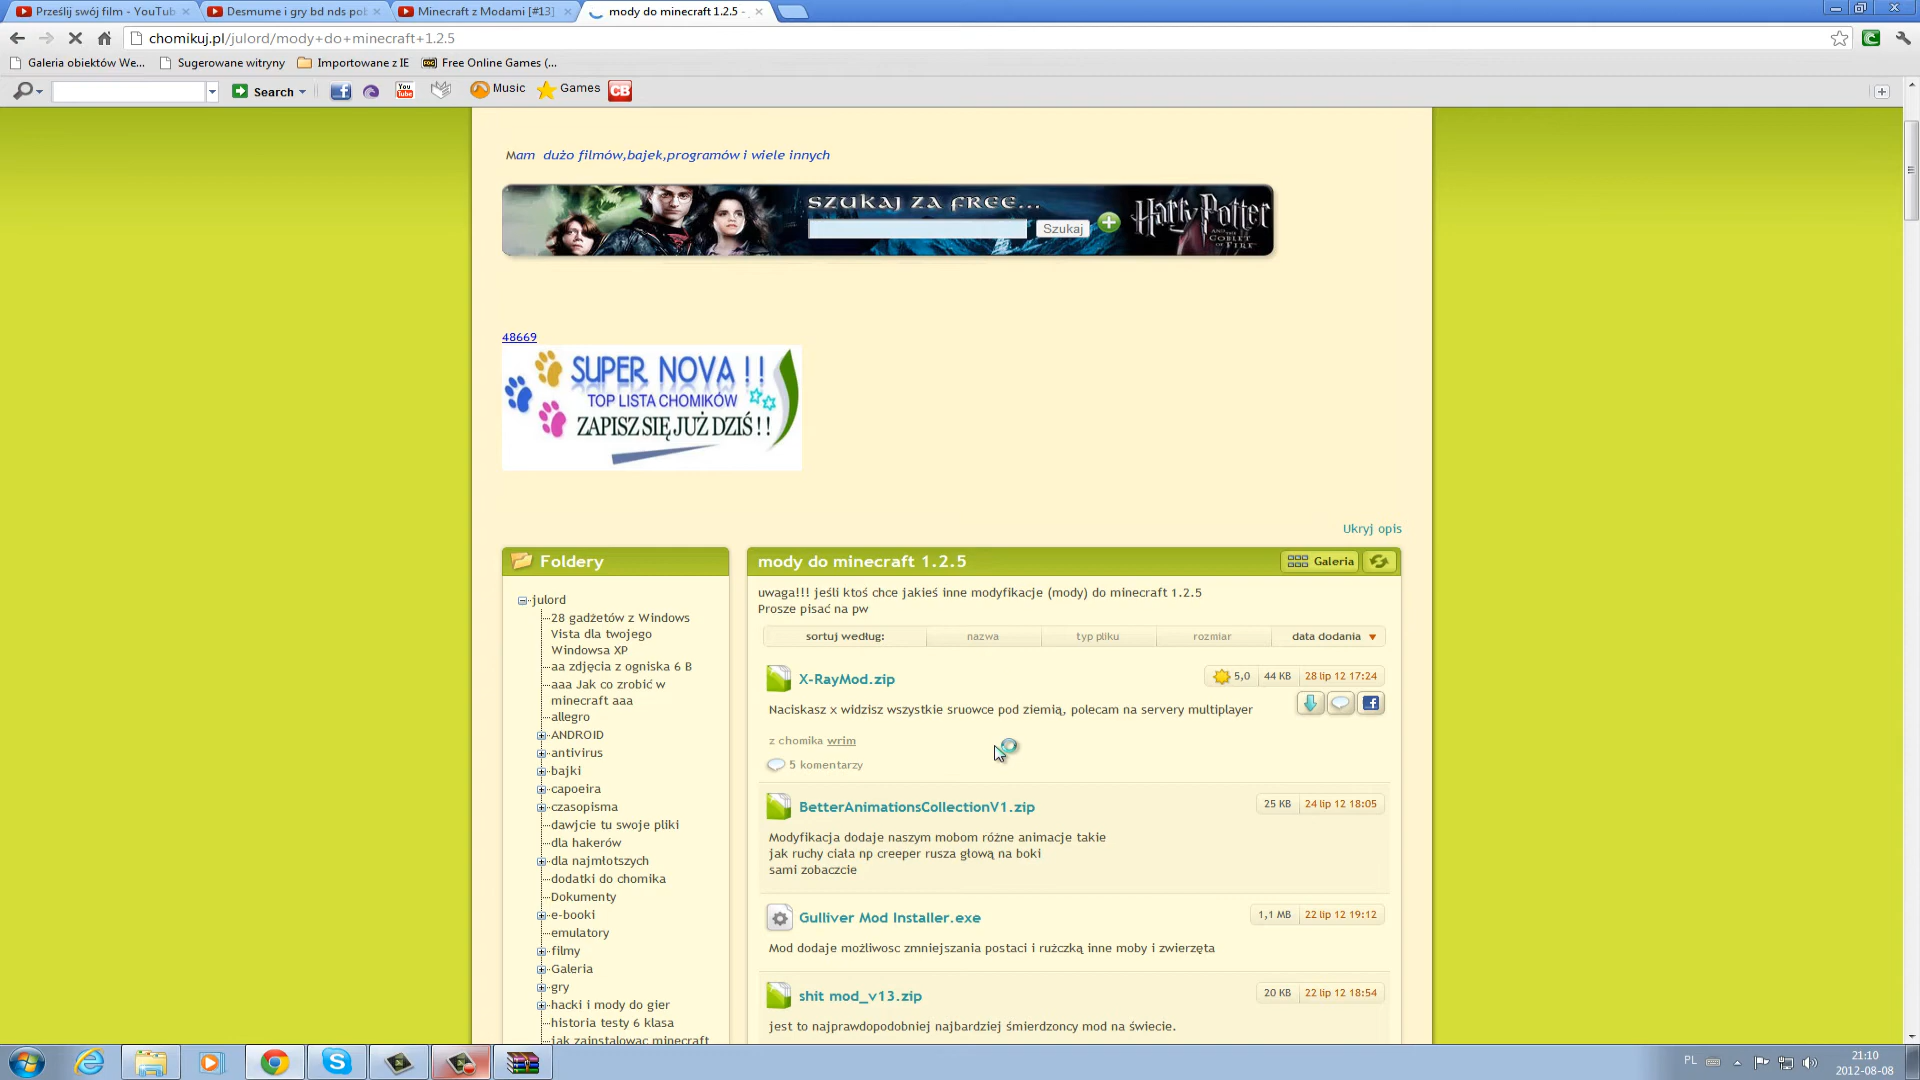 Prześlij swój film - YouTube
Desmume i gry bd nds pob
Minecraft z Modami [#13]
mody do minecraft 1.2.5 -
chomikuj.pl/julord/mody+do+minecraft+1.2.5
Galeria obiektów We...
Sugerowane witryny
Importowane z IE
Free Online Games (...
Search
Music
Games
CB
Mam dużo filmów,bajek,programów i wiele innych
SZUKAJ ZA FREE...
Szukaj
Harry Potter
AND THE
GOBLET
OF FIRE
48669
SUPER NOVA !!
TOP LISTA CHOMIKÓW
ZAPISZ SIĘ JUŻ DZIŚ !!
Ukryj opis
Foldery
julord
28 gadżetów z Windows
Vista dla twojego
Windowsa XP
aa zdjęcia z ogniska 6 B
aaa Jak co zrobić w
minecraft aaa
allegro
ANDROID
antivirus
bajki
capoeira
czasopisma
dawjcie tu swoje pliki
dla hakerów
dla najmłotszych
dodatki do chomika
Dokumenty
e-booki
emulatory
filmy
Galeria
gry
hacki i mody do gier
historia testy 6 klasa
jak zainstalowac minecraft
mody do minecraft 1.2.5
Galeria
uwaga!!! jeśli ktoś chce jakieś inne modyfikacje (mody) do minecraft 1.2.5
Prosze pisać na pw
sortuj według:
nazwa
typ pliku
rozmiar
data dodania
X-RayMod.zip
5,0
44 KB
28 lip 12 17:24
Naciskasz x widzisz wszystkie sruowce pod ziemią, polecam na servery multiplayer
z chomika wrim
5 komentarzy
BetterAnimationsCollectionV1.zip
25 KB
24 lip 12 18:05
Modyfikacja dodaje naszym mobom różne animacje takie
jak ruchy ciała np creeper rusza głową na boki
sami zobaczcie
Gulliver Mod Installer.exe
1,1 MB
22 lip 12 19:12
Mod dodaje możliwosc zmniejszania postaci i rużczką inne moby i zwierzęta
shit mod_v13.zip
20 KB
22 lip 12 18:54
jest to najprawdopodobniej najbardziej śmierdzoncy mod na świecie.
PL
21:10
2012-08-08